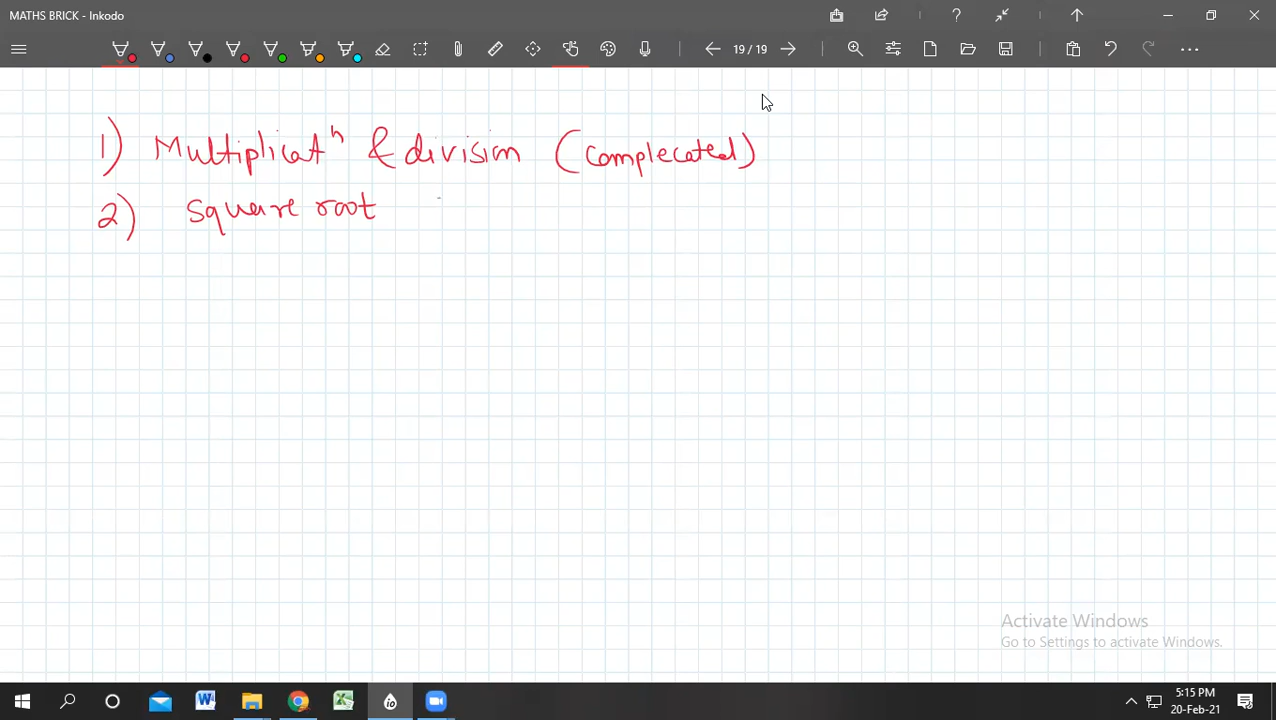 MATHS BRICK - Inkodo
19 / 19
1) Multiplicatⁿ & division (complecated)
2) square root
Activate Windows
Go to Settings to activate Windows.
5:15 PM
20-Feb-21